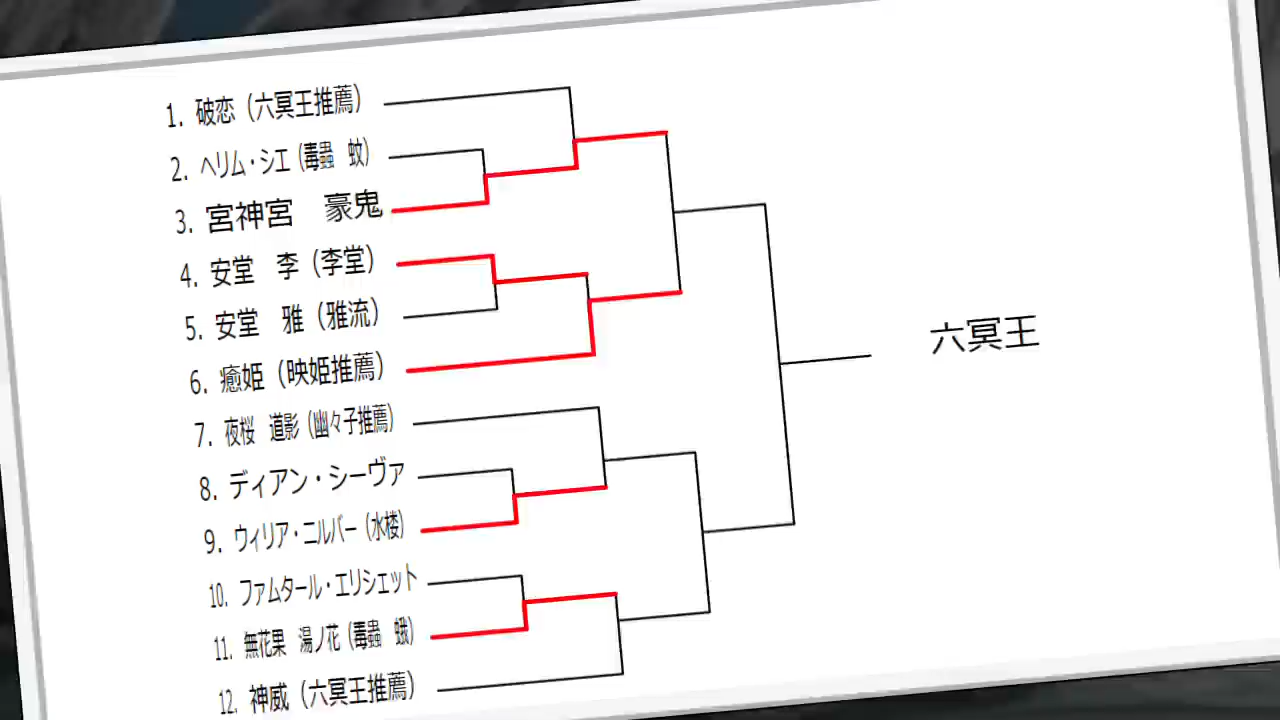 1. 破恋（六冥王推薦）
2. ヘリム・シエ（毒蟲　蚊）
3. 宮神宮　豪鬼
4. 安堂　李（李堂）
5. 安堂　雅（雅流）
6. 癒姫（映姫推薦）
7. 夜桜　道影（幽々子推薦）
8. ディアン・シーヴァ
9. ウィリア・ニルバー（水楼）
10. ファムタール・エリシェット
11. 無花果　湯ノ花（毒蟲　蛾）
12. 神威（六冥王推薦）
六冥王